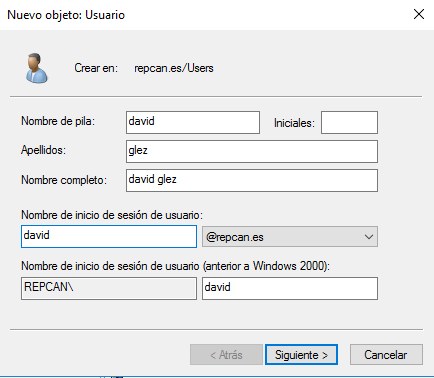 Nuevo objeto: Usuario
Crear en: repcan.es/Users
Nombre de pila: david Iniciales:
Apellidos: glez
Nombre completo: david glez
Nombre de inicio de sesión de usuario:
david @repcan.es
Nombre de inicio de sesión de usuario (anterior a Windows 2000):
REPCAN\ david
< Atrás Siguiente > Cancelar